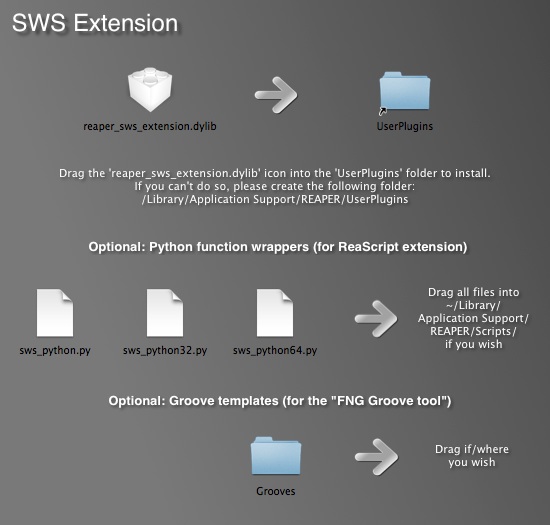 SWS Extension
reaper_sws_extension.dylib
UserPlugins
Drag the 'reaper_sws_extension.dylib' icon into the 'UserPlugins' folder to install.
If you can't do so, please create the following folder:
/Library/Application Support/REAPER/UserPlugins
Optional: Python function wrappers (for ReaScript extension)
sws_python.py
sws_python32.py
sws_python64.py
Drag all files into
~/Library/
Application Support/
REAPER/Scripts/
if you wish
Optional: Groove templates (for the "FNG Groove tool")
Grooves
Drag if/where
you wish